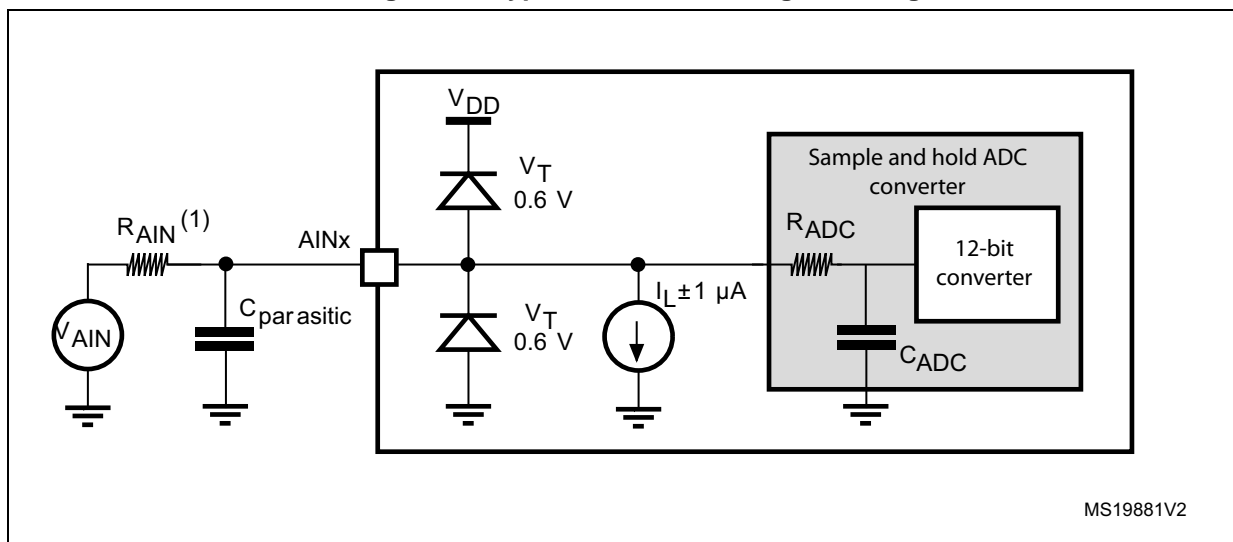 VDD
VT
0.6 V
Sample and hold ADC
converter
RAIN(1)
AINx
RADC
12-bit
converter
IL±1 µA
VAIN
Cparasitic
VT
0.6 V
CADC
MS19881V2